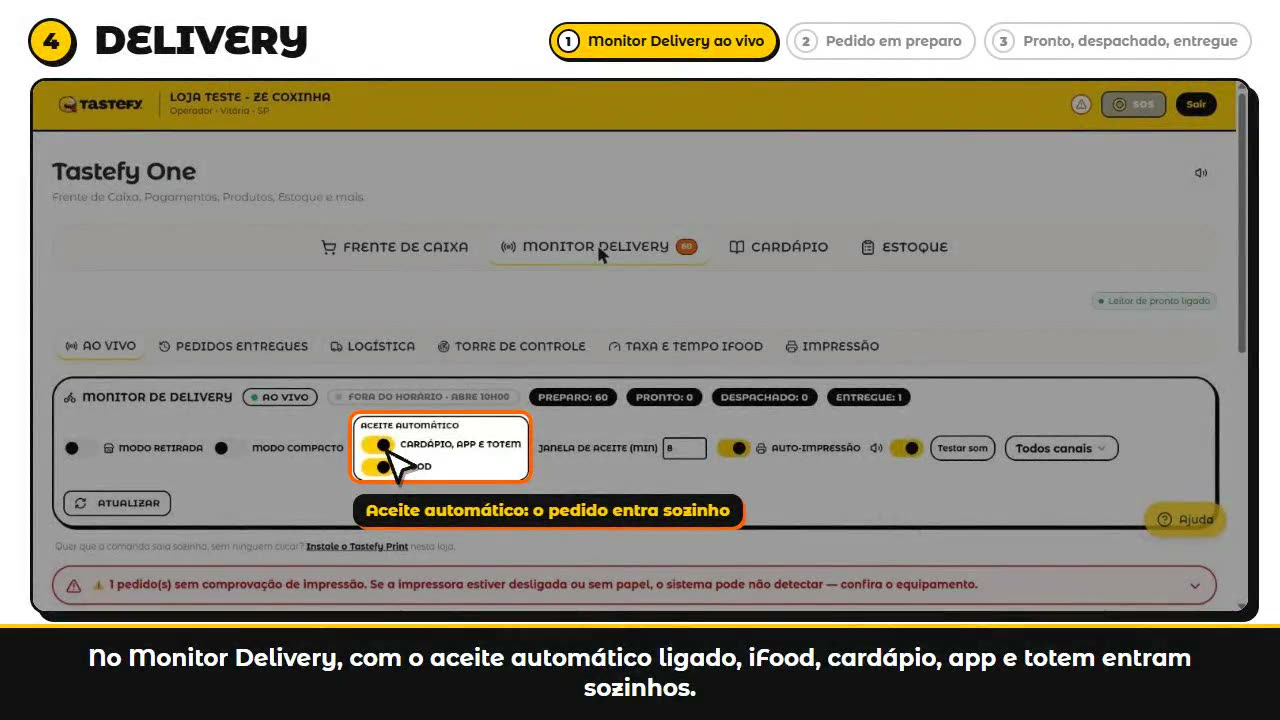 4 DELIVERY
1 Monitor Delivery ao vivo
2 Pedido em preparo
3 Pronto, despachado, entregue
TASTEFY
LOJA TESTE - ZÉ COXINHA
Operador - Vitória - SP
SOS
Sair
Tastefy One
Frente de Caixa, Pagamentos, Produtos, Estoque e mais.
FRENTE DE CAIXA
MONITOR DELIVERY 60
CARDÁPIO
ESTOQUE
Leitor de pronto ligado
AO VIVO
PEDIDOS ENTREGUES
LOGÍSTICA
TORRE DE CONTROLE
TAXA E TEMPO IFOOD
IMPRESSÃO
MONITOR DE DELIVERY
AO VIVO
FORA DO HORÁRIO - ABRE 10H00
PREPARO: 60
PRONTO: 0
DESPACHADO: 0
ENTREGUE: 1
MODO RETIRADA
MODO COMPACTO
ACEITE AUTOMÁTICO
CARDÁPIO, APP E TOTEM
JANELA DE ACEITE (MIN) 8
AUTO-IMPRESSÃO
Testar som
Todos canais
ATUALIZAR
Aceite automático: o pedido entra sozinho
Ajuda
Quer que a comanda saia sozinha, sem ninguem clicar? Instale o Tastefy Print nesta loja.
1 pedido(s) sem comprovação de impressão. Se a impressora estiver desligada ou sem papel, o sistema pode não detectar — confira o equipamento.
No Monitor Delivery, com o aceite automático ligado, iFood, cardápio, app e totem entram
sozinhos.